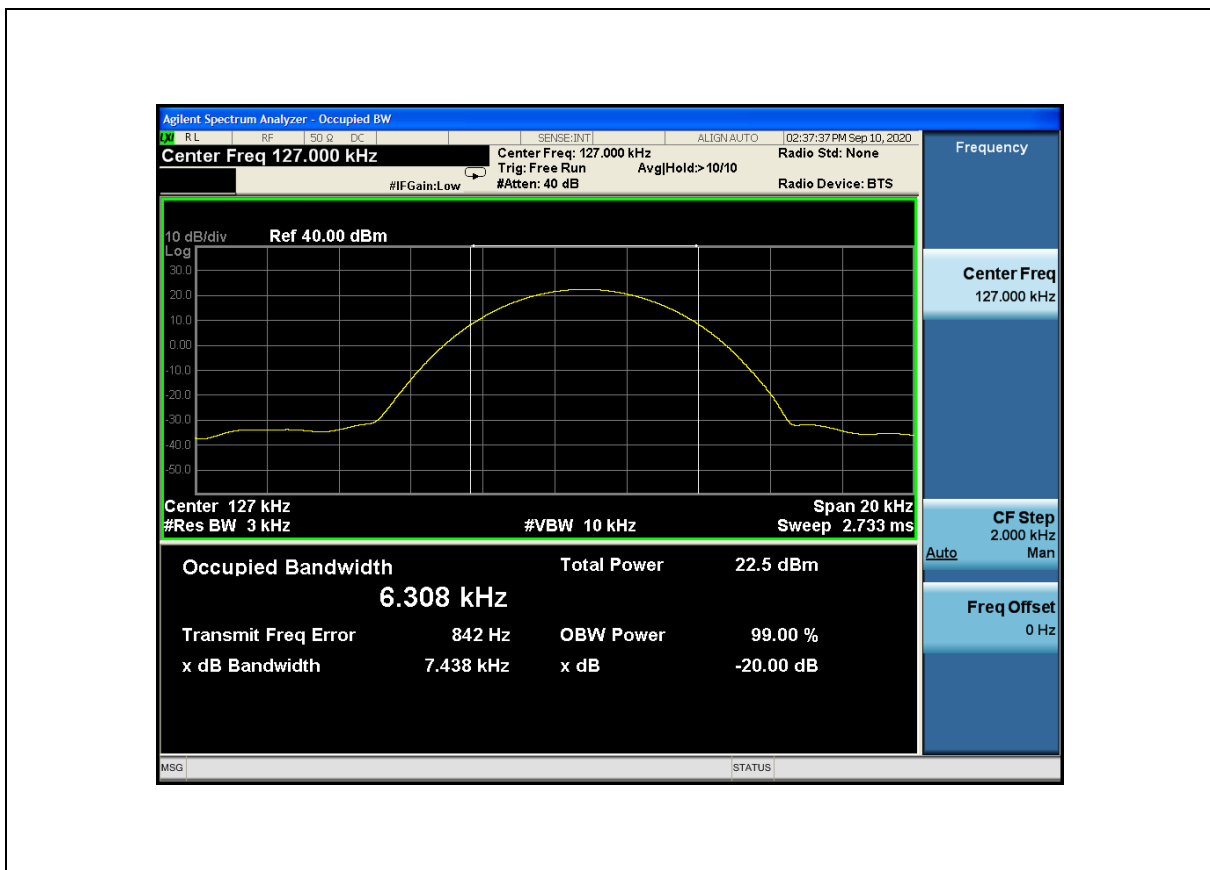 Agilent Spectrum Analyzer - Occupied BW
LXI RL RF 50 Ω DC SENSE:INT ALIGN AUTO 02:37:37 PM Sep 10, 2020
Center Freq 127.000 kHz Center Freq: 127.000 kHz Radio Std: None Frequency
Trig: Free Run Avg|Hold:>10/10
#IFGain:Low #Atten: 40 dB Radio Device: BTS
10 dB/div Ref 40.00 dBm
Log
30.0
20.0
10.0
0.00
-10.0
-20.0
-30.0
-40.0
-50.0
Center 127 kHz Span 20 kHz
#Res BW 3 kHz #VBW 10 kHz Sweep 2.733 ms
Occupied Bandwidth Total Power 22.5 dBm
6.308 kHz
Transmit Freq Error 842 Hz OBW Power 99.00 %
x dB Bandwidth 7.438 kHz x dB -20.00 dB
Center Freq
127.000 kHz
CF Step
2.000 kHz
Auto Man
Freq Offset
0 Hz
MSG STATUS